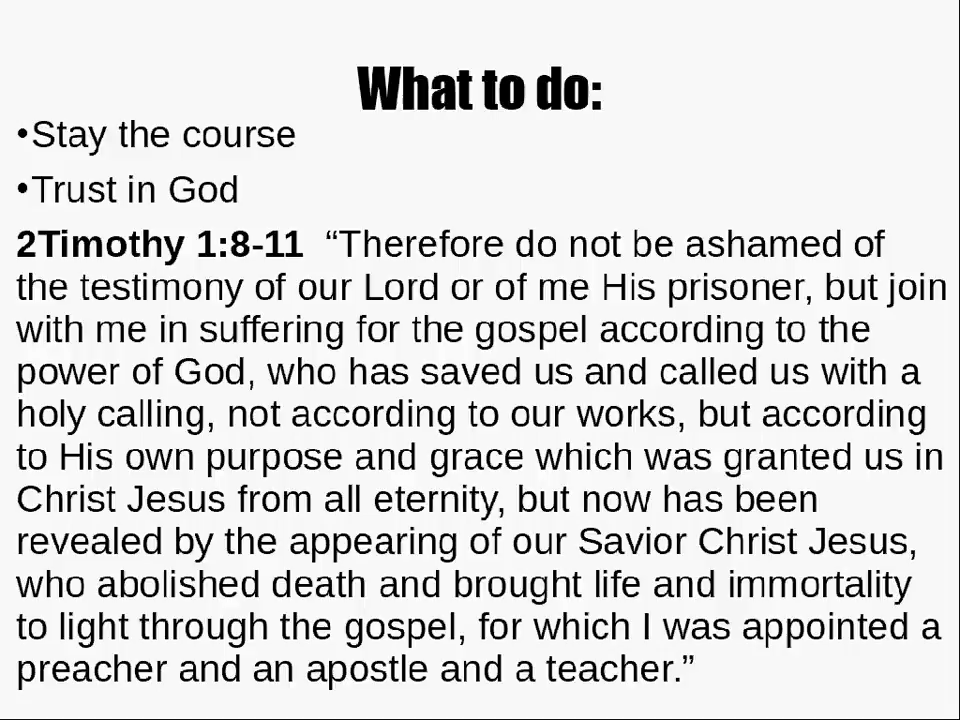 What to do:
•Stay the course
•Trust in God
2Timothy 1:8-11 “Therefore do not be ashamed of
the testimony of our Lord or of me His prisoner, but join
with me in suffering for the gospel according to the
power of God, who has saved us and called us with a
holy calling, not according to our works, but according
to His own purpose and grace which was granted us in
Christ Jesus from all eternity, but now has been
revealed by the appearing of our Savior Christ Jesus,
who abolished death and brought life and immortality
to light through the gospel, for which I was appointed a
preacher and an apostle and a teacher.”